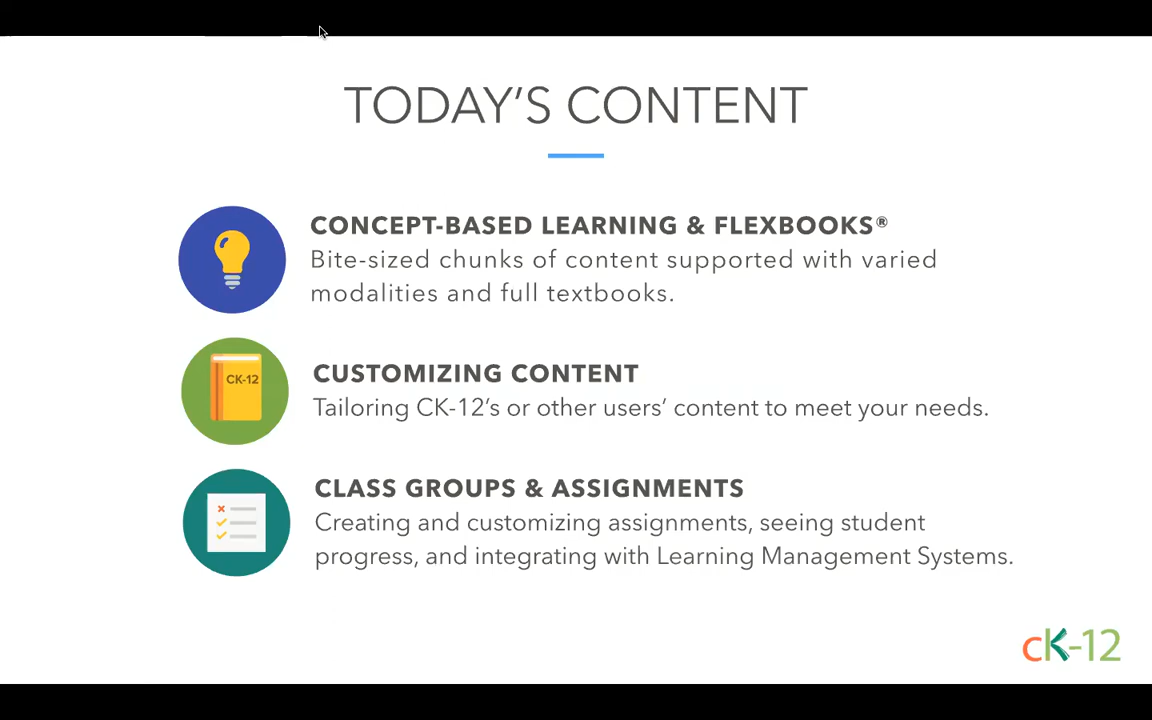 TODAY’S CONTENT
CONCEPT-BASED LEARNING & FLEXBOOKS®
Bite-sized chunks of content supported with varied
modalities and full textbooks.
CK-12
CUSTOMIZING CONTENT
Tailoring CK-12’s or other users’ content to meet your needs.
CLASS GROUPS & ASSIGNMENTS
Creating and customizing assignments, seeing student
progress, and integrating with Learning Management Systems.
cK-12